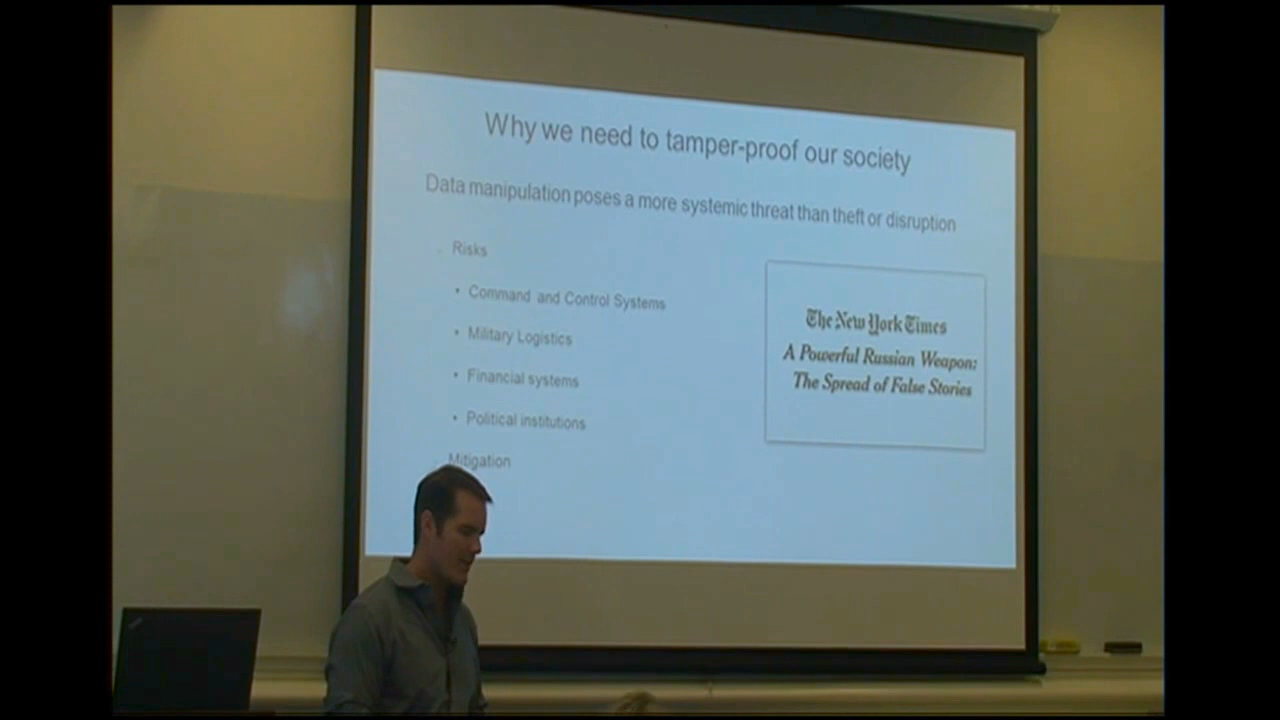 Why we need to tamper-proof our society
Data manipulation poses a more systemic threat than theft or disruption
Risks
• Command and Control Systems
• Military Logistics
• Financial systems
• Political institutions
Mitigation
The New York Times
A Powerful Russian Weapon:
The Spread of False Stories